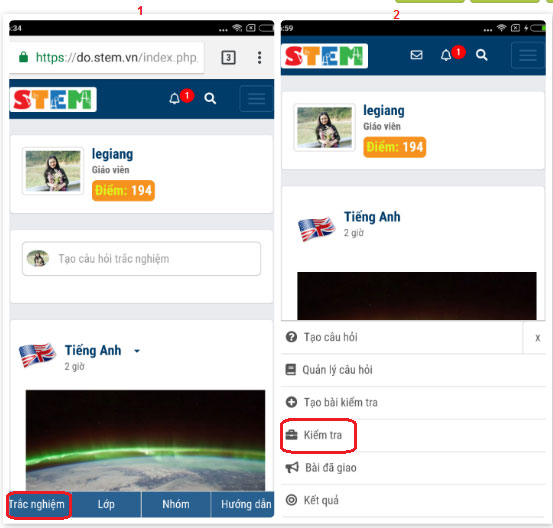 1
:34
https://do.stem.vn/index.php.
3
STEM
1
legiang
Giáo viên
Điểm: 194
Tạo câu hỏi trắc nghiệm
Tiếng Anh
2 giờ
Trắc nghiệm
Lớp
Nhóm
Hướng dẫn
2
:59
STEM
1
legiang
Giáo viên
Điểm: 194
Tiếng Anh
2 giờ
Tạo câu hỏi
x
Quản lý câu hỏi
Tạo bài kiểm tra
Kiểm tra
Bài đã giao
Kết quả